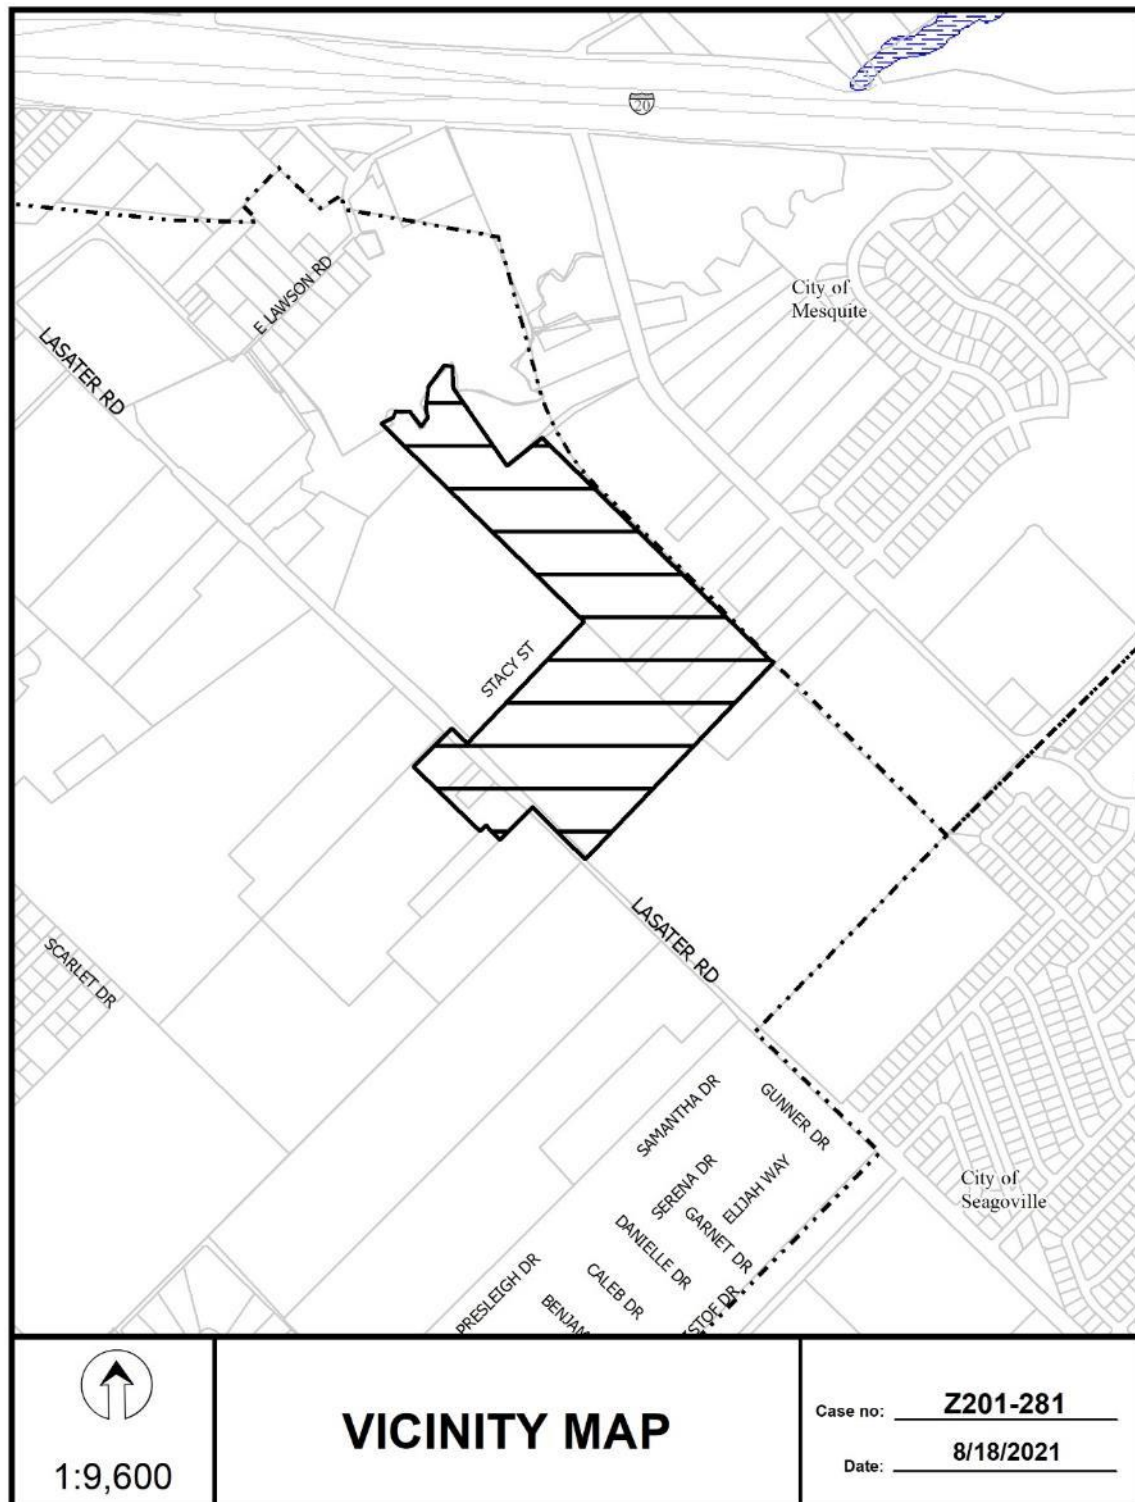 20
City of
Mesquite
E LAWSON RD
LASATER RD
STACY ST
LASATER RD
SCARLET DR
SAMANTHA DR
GUNNER DR
City of
Seagoville
SERENA DR
ELIJAH WAY
GARNET DR
DANIELLE DR
PRESLEIGH DR
CALEB DR
VICINITY MAP
1:9,600
Case no: Z201-281
Date: 8/18/2021